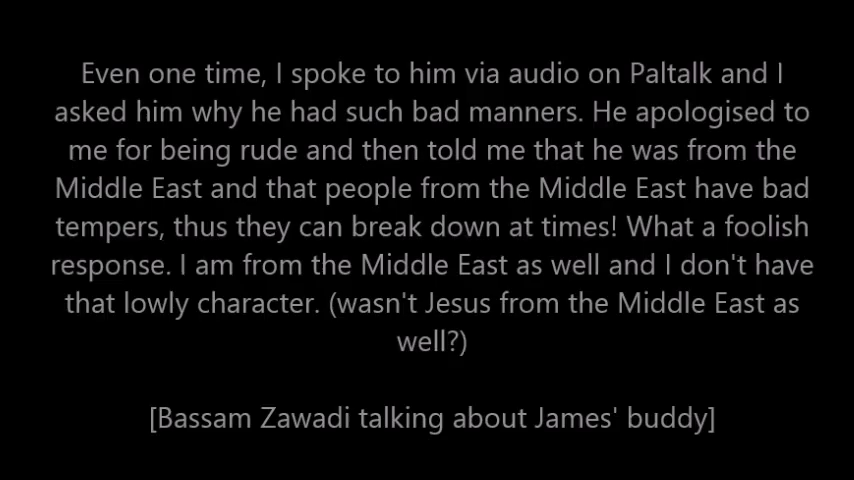 Even one time, I spoke to him via audio on Paltalk and I
asked him why he had such bad manners. He apologised to
me for being rude and then told me that he was from the
Middle East and that people from the Middle East have bad
tempers, thus they can break down at times! What a foolish
response. I am from the Middle East as well and I don't have
that lowly character. (wasn't Jesus from the Middle East as
well?)
[Bassam Zawadi talking about James' buddy]